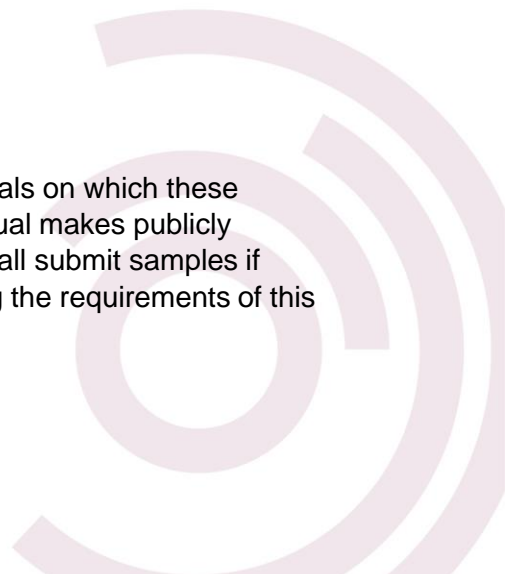 als on which these
ual makes publicly
all submit samples if
g the requirements of this